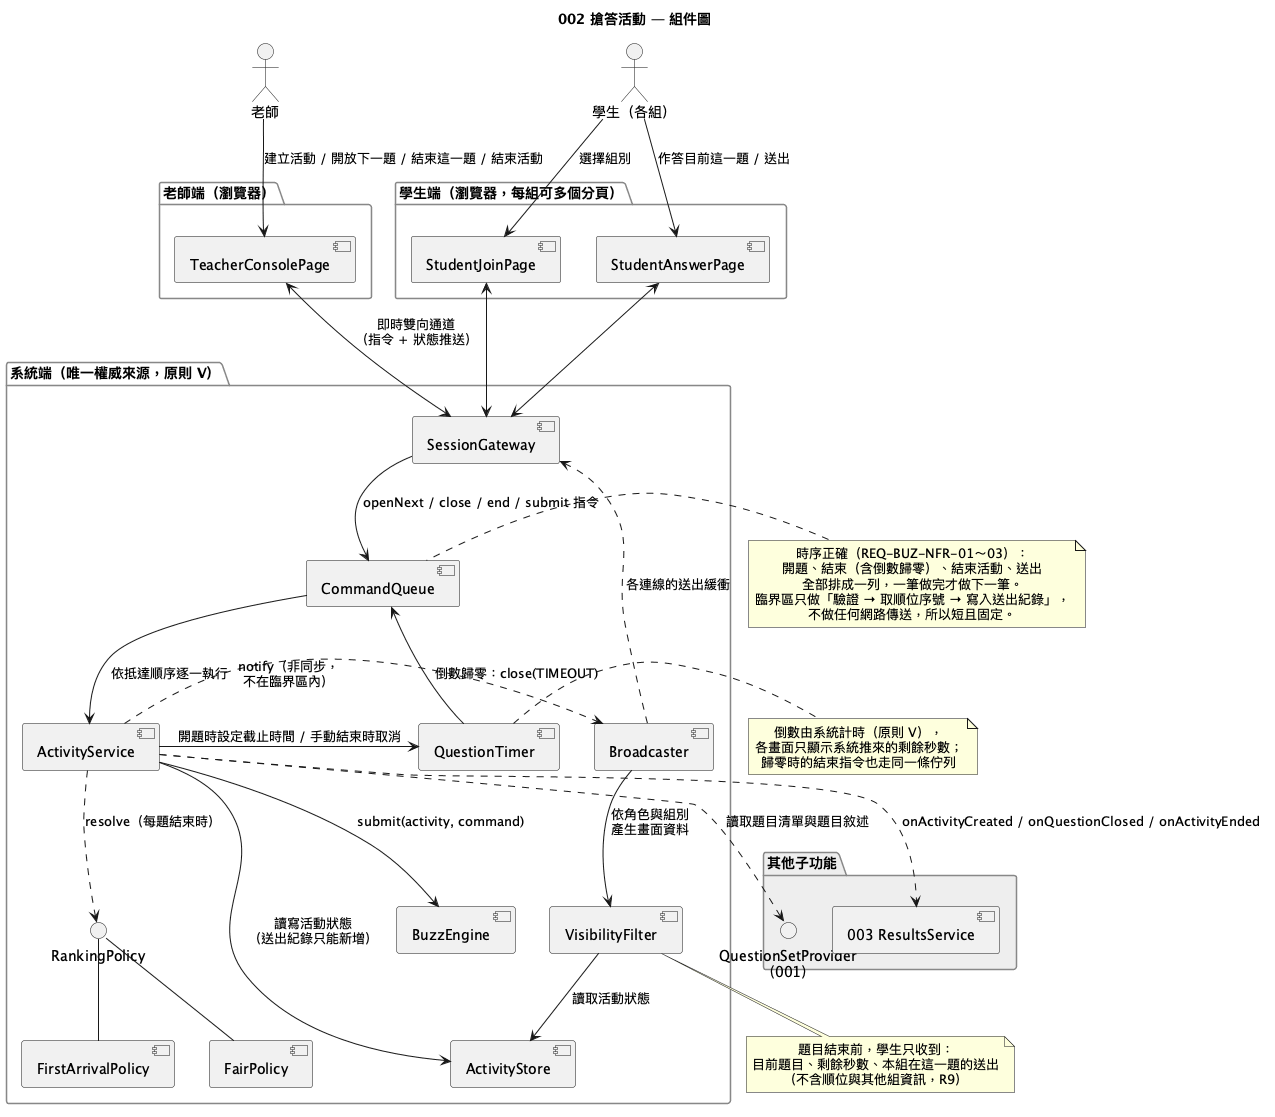 002 搶答活動 — 組件圖
老師
學生（各組）
建立活動 / 開放下一題 / 結束這一題 / 結束活動
選擇組別
作答目前這一題 / 送出
老師端（瀏覽器）
學生端（瀏覽器，每組可多個分頁）
TeacherConsolePage
StudentJoinPage
StudentAnswerPage
即時雙向通道
（指令 + 狀態推送）
系統端（唯一權威來源，原則 V）
SessionGateway
openNext / close / end / submit 指令
時序正確（REQ-BUZ-NFR-01～03）：
開題、結束（含倒數歸零）、結束活動、送出
全部排成一列，一筆做完才做下一筆。
臨界區只做「驗證 → 取順位序號 → 寫入送出紀錄」，
不做任何網路傳送，所以短且固定。
CommandQueue
各連線的送出緩衝
依抵達順序逐一執行
notify（非同步，
不在臨界區內）
倒數歸零：close(TIMEOUT)
ActivityService
開題時設定截止時間 / 手動結束時取消
QuestionTimer
Broadcaster
倒數由系統計時（原則 V），
各畫面只顯示系統推來的剩餘秒數；
歸零時的結束指令也走同一條佇列
resolve（每題結束時）
submit(activity, command)
依角色與組別
產生畫面資料
讀取題目清單與題目敘述
onActivityCreated / onQuestionClosed / onActivityEnded
其他子功能
讀寫活動狀態
（送出紀錄只能新增）
BuzzEngine
VisibilityFilter
003 ResultsService
RankingPolicy
QuestionSetProvider
(001)
讀取活動狀態
FirstArrivalPolicy
FairPolicy
ActivityStore
題目結束前，學生只收到：
目前題目、剩餘秒數、本組在這一題的送出
（不含順位與其他組資訊，R9）